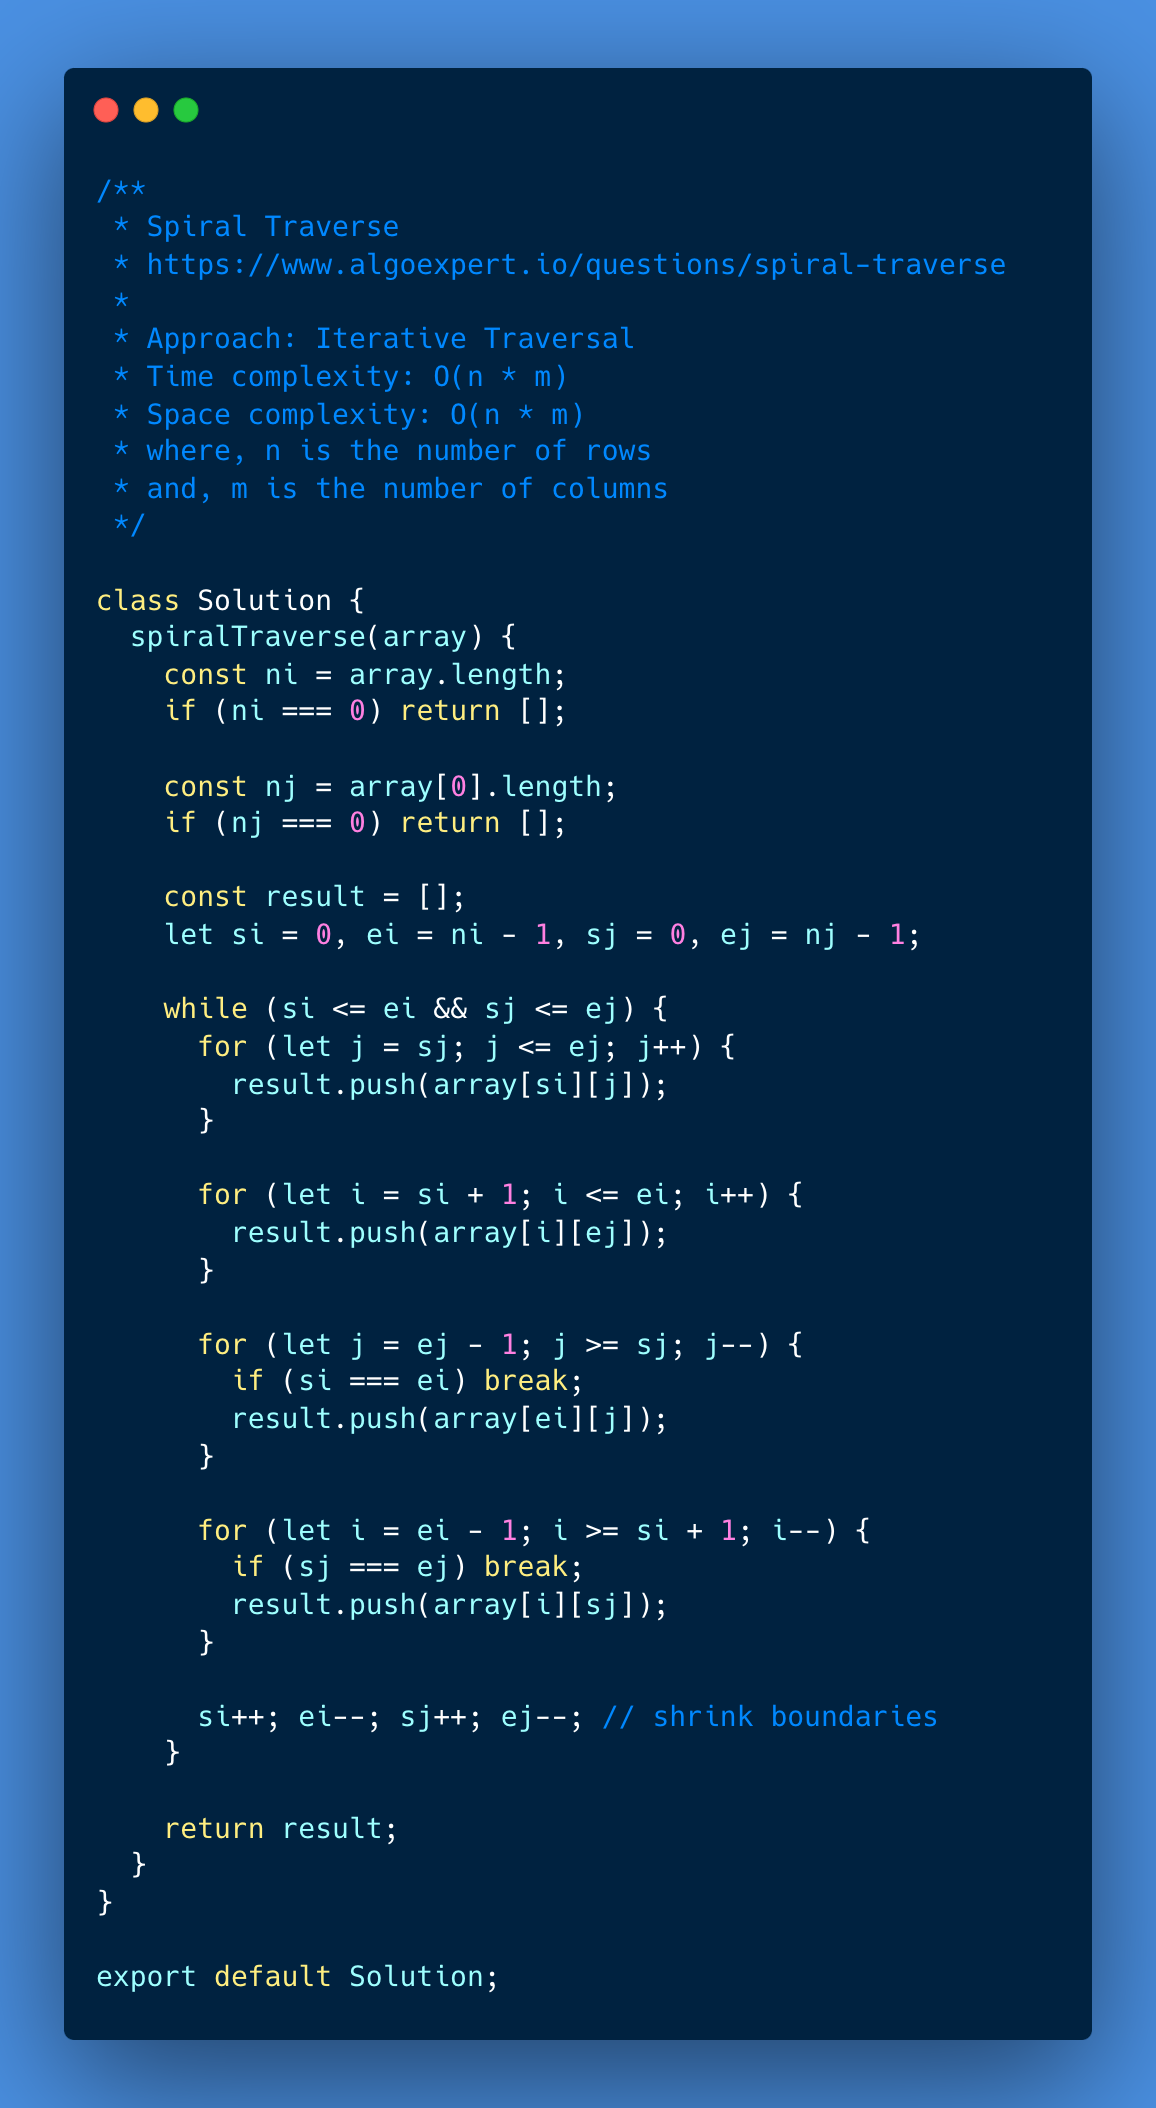 /**
 * Spiral Traverse
 * https://www.algoexpert.io/questions/spiral-traverse
 *
 * Approach: Iterative Traversal
 * Time complexity: O(n * m)
 * Space complexity: O(n * m)
 * where, n is the number of rows
 * and, m is the number of columns
 */

class Solution {
  spiralTraverse(array) {
    const ni = array.length;
    if (ni === 0) return [];

    const nj = array[0].length;
    if (nj === 0) return [];

    const result = [];
    let si = 0, ei = ni - 1, sj = 0, ej = nj - 1;

    while (si <= ei && sj <= ej) {
      for (let j = sj; j <= ej; j++) {
        result.push(array[si][j]);
      }

      for (let i = si + 1; i <= ei; i++) {
        result.push(array[i][ej]);
      }

      for (let j = ej - 1; j >= sj; j--) {
        if (si === ei) break;
        result.push(array[ei][j]);
      }

      for (let i = ei - 1; i >= si + 1; i--) {
        if (sj === ej) break;
        result.push(array[i][sj]);
      }

      si++; ei--; sj++; ej--; // shrink boundaries
    }

    return result;
  }
}

export default Solution;